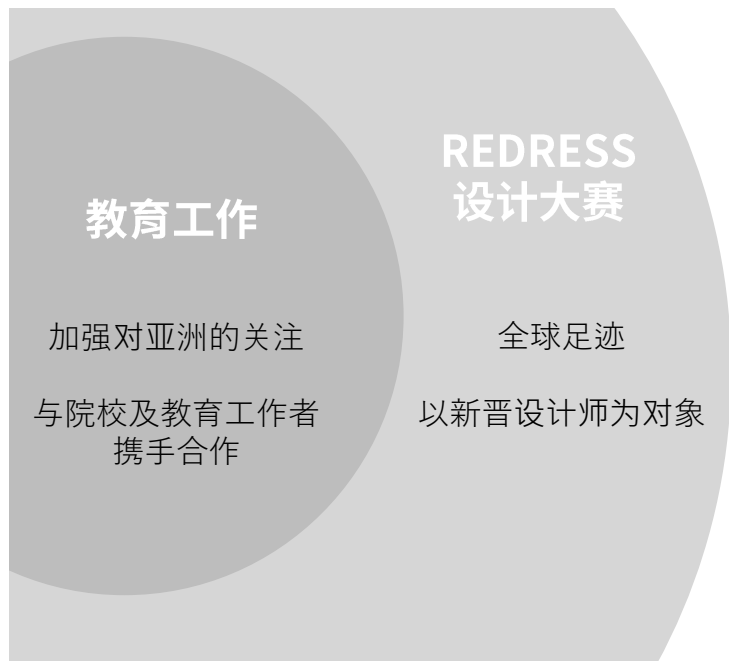 教育工作
加强对亚洲的关注
与院校及教育工作者
携手合作
REDRESS
设计大赛
全球足迹
以新晋设计师为对象